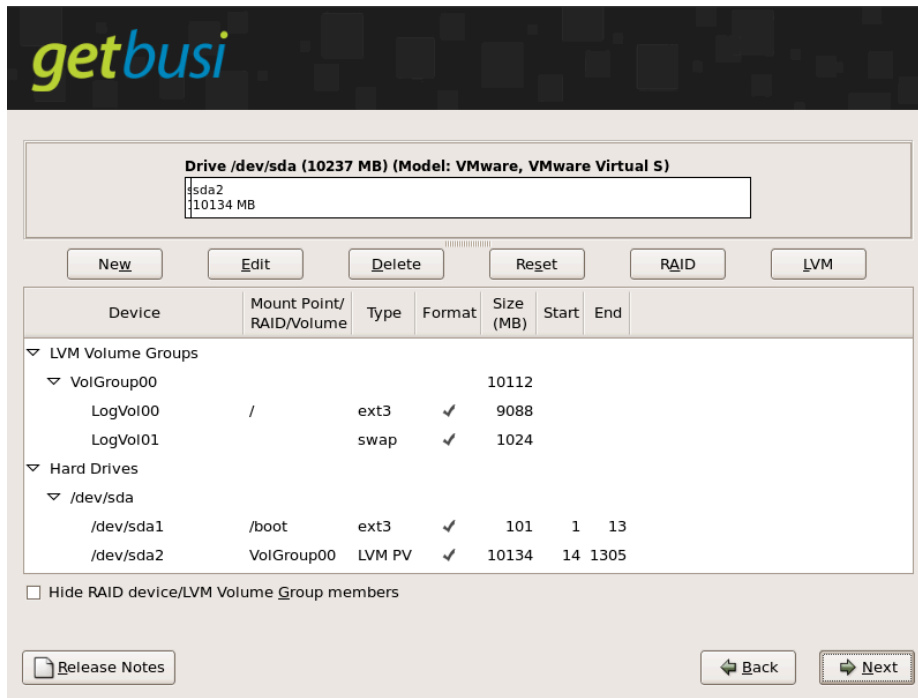 getbusi
Drive /dev/sda (10237 MB) (Model: VMware, VMware Virtual S)
sda2
10134 MB
New Edit Delete Reset RAID LVM
Device Mount Point/ RAID/Volume Type Format Size (MB) Start End
LVM Volume Groups
VolGroup00 10112
LogVol00 / ext3 9088
LogVol01 swap 1024
Hard Drives
/dev/sda
/dev/sda1 /boot ext3 101 1 13
/dev/sda2 VolGroup00 LVM PV 10134 14 1305
Hide RAID device/LVM Volume Group members
Release Notes Back Next